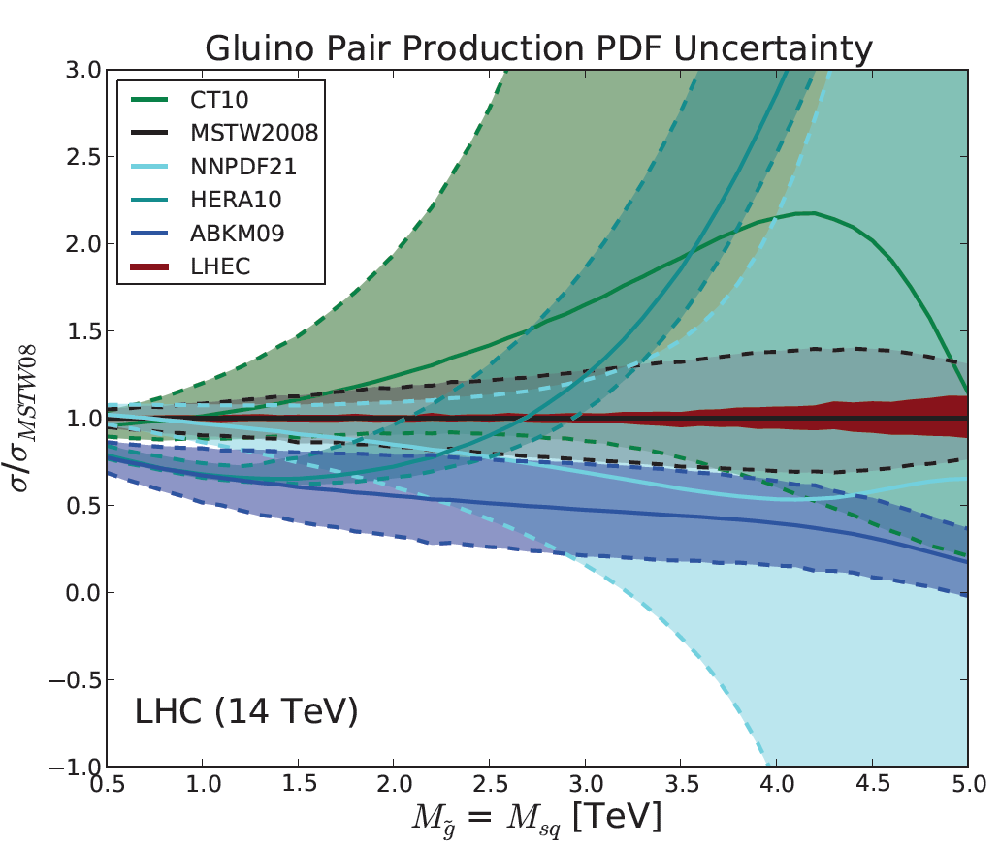 Gluino Pair Production PDF Uncertainty
3.0
2.5
2.0
1.5
1.0
0.5
0.0
−0.5
−1.0
σ/σ_MSTW08
CT10
MSTW2008
NNPDF21
HERA10
ABKM09
LHEC
LHC (14 TeV)
0.5 1.0 1.5 2.0 2.5 3.0 3.5 4.0 4.5 5.0
M_g̃ = M_sq [TeV]